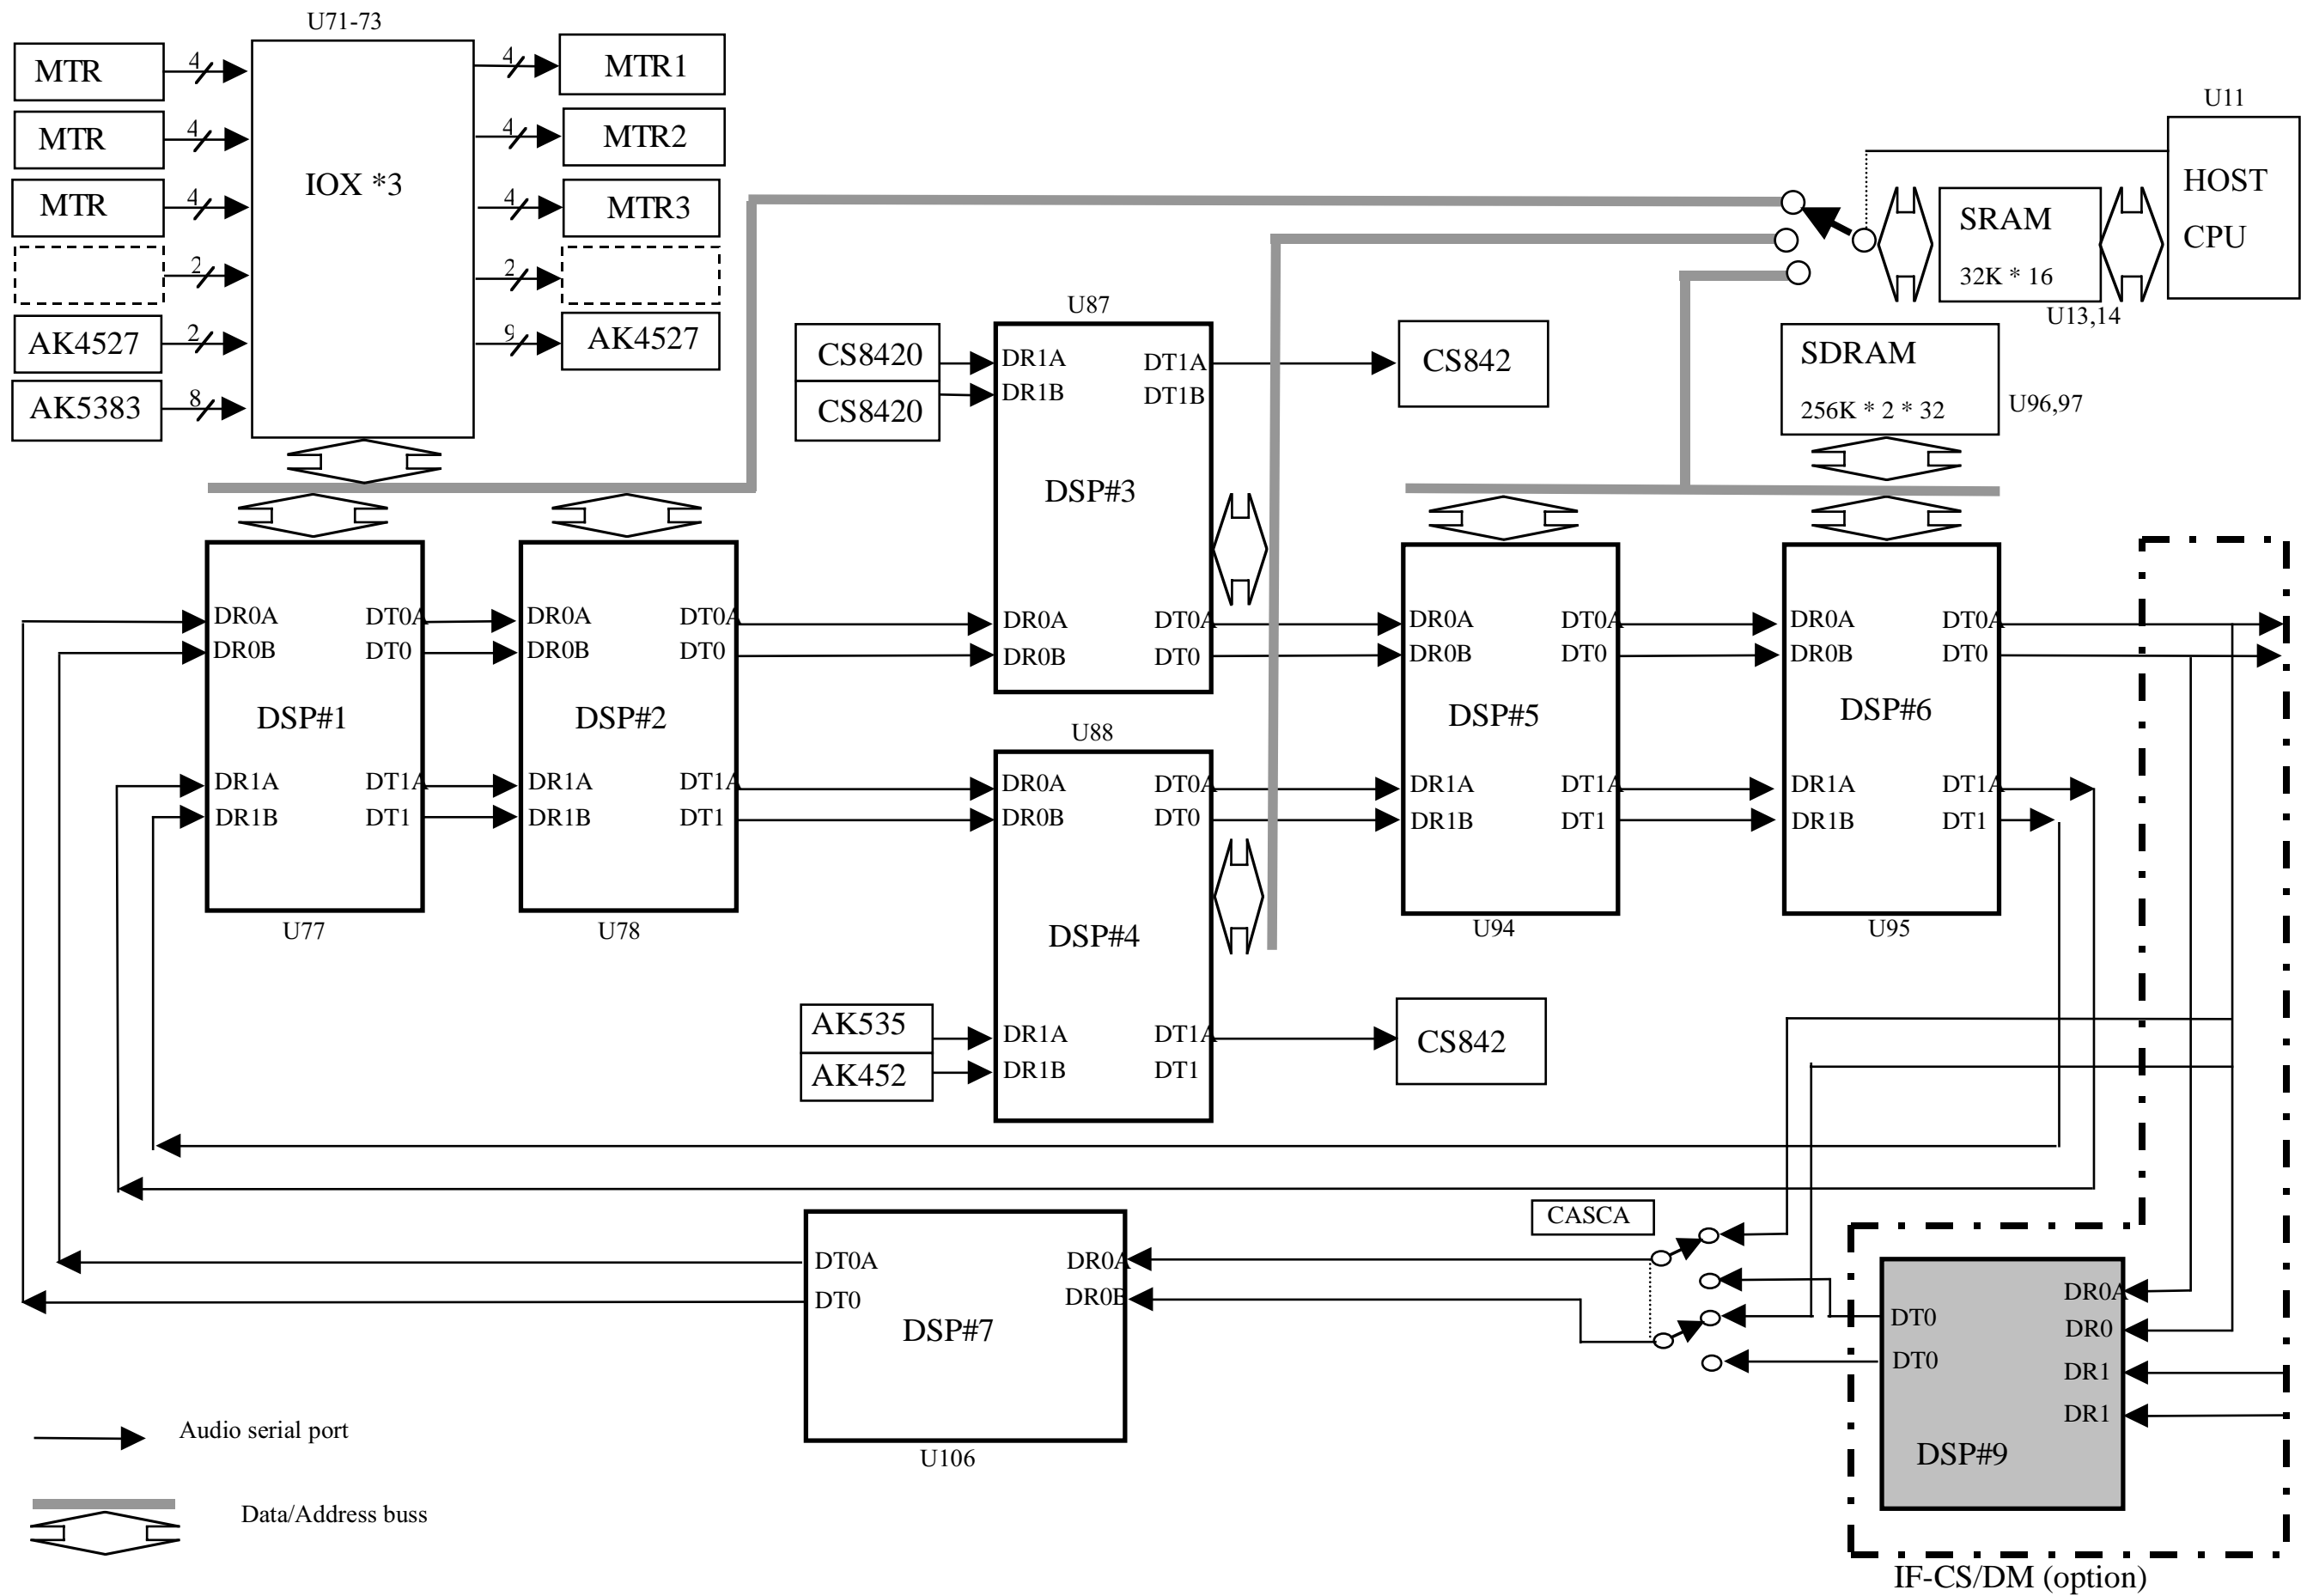 U71-73
MTR
4
4
MTR1
MTR
4
4
MTR2
MTR
4
4
MTR3
2
2
AK4527
2
9
AK4527
AK5383
8
IOX *3
U11
HOST
CPU
SRAM
32K * 16
U13,14
SDRAM
256K * 2 * 32
U96,97
U87
CS8420
CS8420
DR1A
DR1B
DT1A
DT1B
CS842
DSP#3
DR0A
DR0B
DT0A
DT0
DR0A
DR0B
DT0A
DT0
DSP#1
DR1A
DR1B
DT1A
DT1
U77
DR0A
DR0B
DT0A
DT0
DSP#2
DR1A
DR1B
DT1A
DT1
U78
U88
DR0A
DR0B
DT0A
DT0
DSP#4
AK535
AK452
DR1A
DR1B
DT1A
DT1
CS842
DR0A
DR0B
DT0A
DT0
DSP#5
DR1A
DR1B
DT1A
DT1
U94
DR0A
DR0B
DT0A
DT0
DSP#6
DR1A
DR1B
DT1A
DT1
U95
CASCA
DT0A
DT0
DR0A
DR0B
DSP#7
U106
DT0
DT0
DR0A
DR0
DR1
DR1
DSP#9
IF-CS/DM (option)
Audio serial port
Data/Address buss